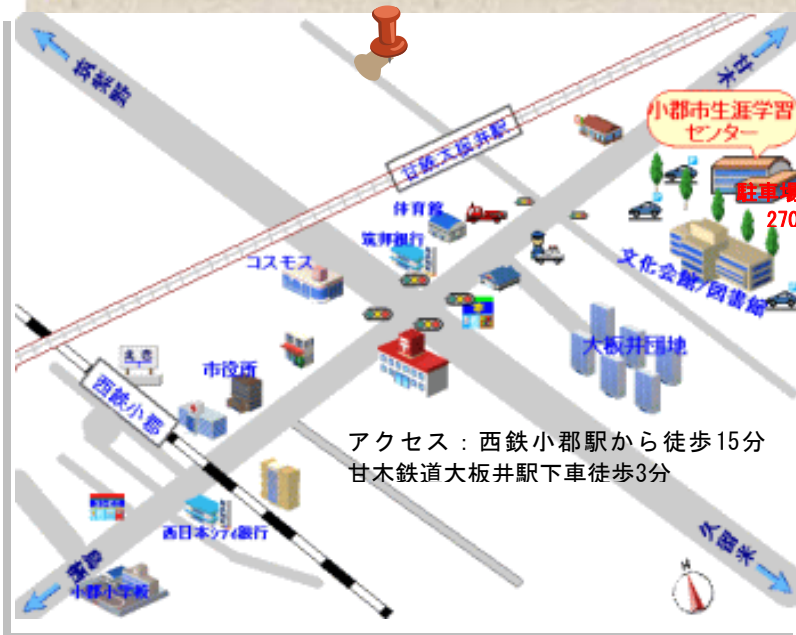 筑紫野
甘木
小郡市生涯学習
センター
甘鉄大板井駅
駐車場
270
体育館
筑邦銀行
コスモス
文化会館/図書館
大板井団地
市役所
西鉄小郡
アクセス：西鉄小郡駅から徒歩15分
甘木鉄道大板井駅下車徒歩3分
西日本シティ銀行
久留米
鳥栖
小郡小学校
N